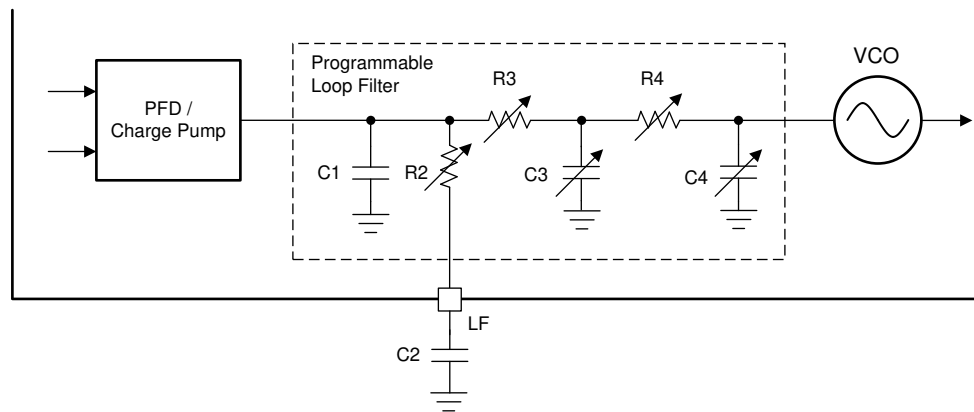 Programmable
Loop Filter
VCO
PFD /
Charge Pump
R3
R4
C1
R2
C3
C4
LF
C2